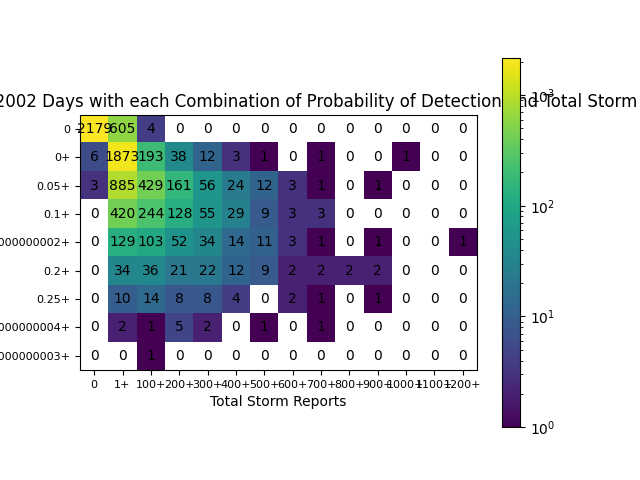 2002 Days with each Combination of Probability of Detection and Total Storm
0 2179 605 4 0 0 0 0 0 0 0 0 0 0 0
0+ 6 1873 193 38 12 3 1 0 1 0 0 1 0 0
0.05+ 3 885 429 161 56 24 12 3 1 0 1 0 0 0
0.1+ 0 420 244 128 55 29 9 3 3 0 0 0 0 0
000000002+ 0 129 103 52 34 14 11 3 1 0 1 0 0 1
0.2+ 0 34 36 21 22 12 9 2 2 2 2 0 0 0
0.25+ 0 10 14 8 8 4 0 2 1 0 1 0 0 0
000000004+ 0 2 1 5 2 0 1 0 1 0 0 0 0 0
000000003+ 0 0 1 0 0 0 0 0 0 0 0 0 0 0
0 1+ 100+ 200+ 300+ 400+ 500+ 600+ 700+ 800+ 900+ 1000+ 1100+ 1200+
Total Storm Reports
10³
10²
10¹
10⁰